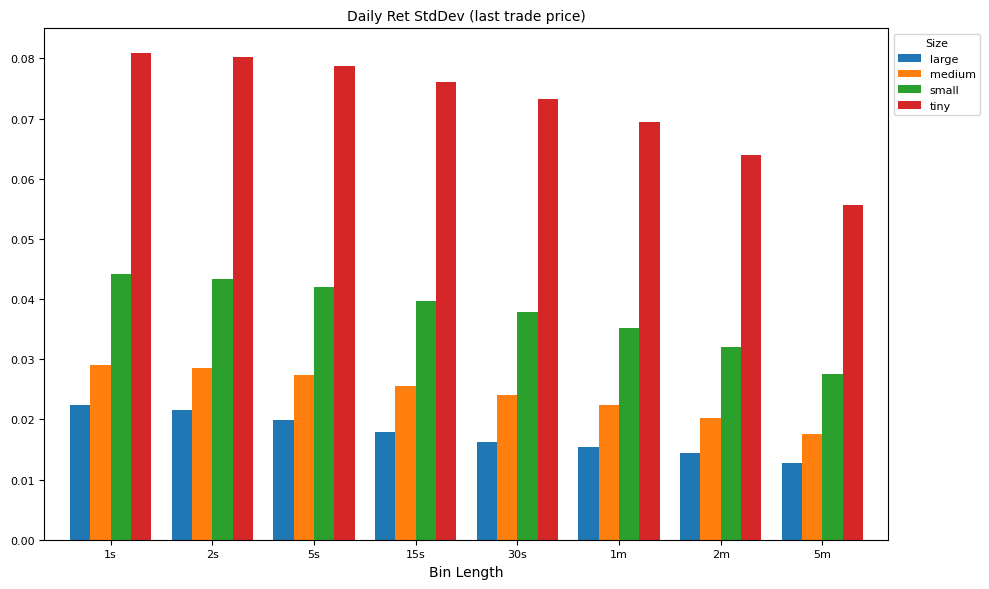 Daily Ret StdDev (last trade price)
0.08
0.07
0.06
0.05
0.04
0.03
0.02
0.01
0.00
1s 2s 5s 15s 30s 1m 2m 5m
Bin Length
Size
large
medium
small
tiny